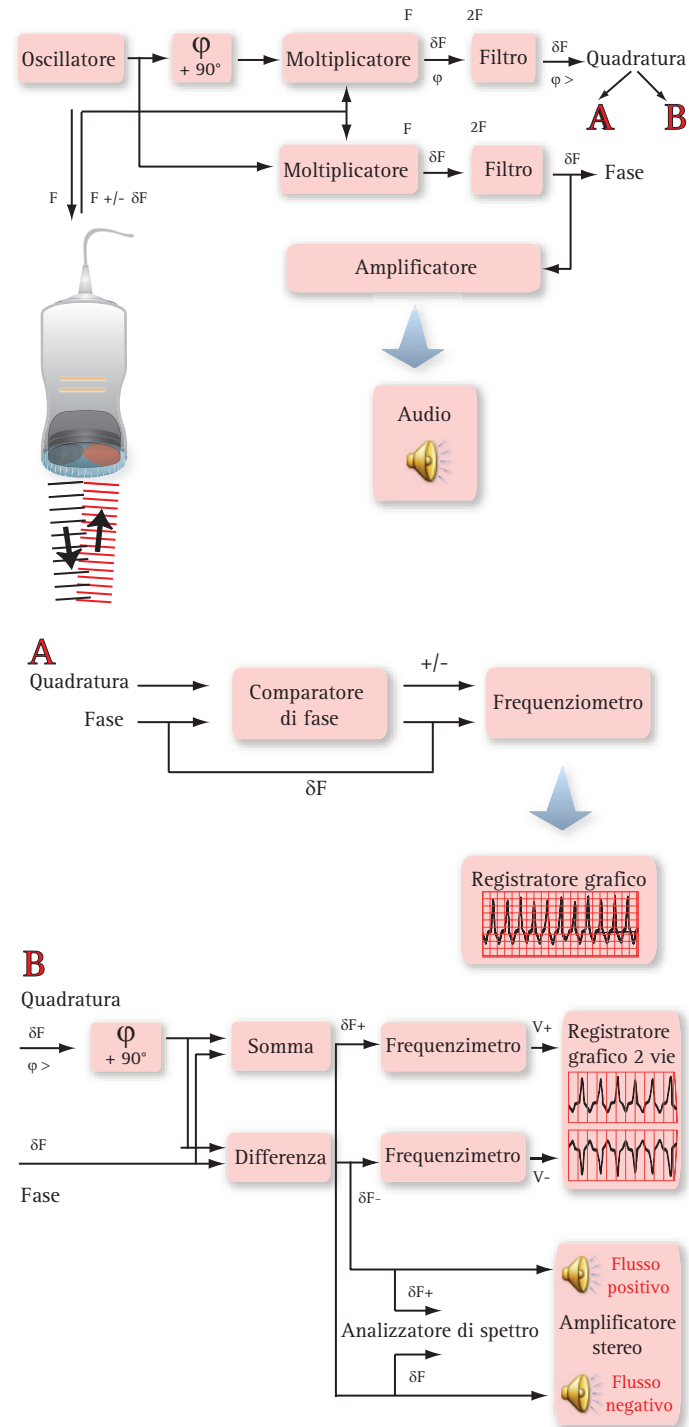 F
2F
Oscillatore
φ
+ 90°
Moltiplicatore
δF
φ
Filtro
δF
φ >
Quadratura
A
B
F
2F
Moltiplicatore
δF
Filtro
δF
Fase
F
F +/- δF
Amplificatore
Audio
A
Quadratura
Fase
Comparatore
di fase
+/-
Frequenziometro
δF
Registratore grafico
B
Quadratura
δF
φ >
φ
+ 90°
Somma
δF+
Frequenzimetro
V+
Registratore
grafico 2 vie
δF
Fase
Differenza
δF-
Frequenzimetro
V-
δF+
Analizzatore di spettro
δF
Flusso
positivo
Amplificatore
stereo
Flusso
negativo